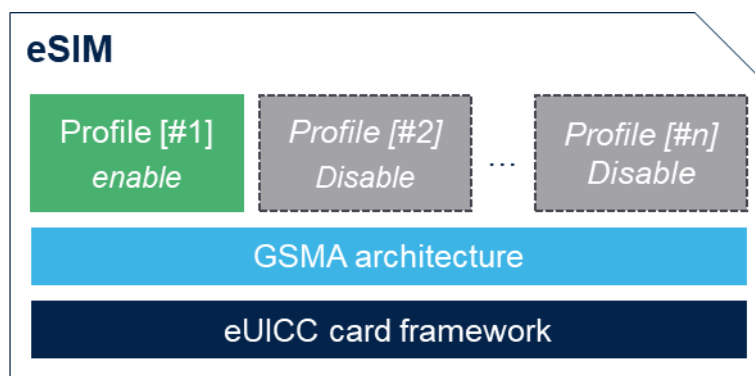 eSIM
Profile [#1]
enable
Profile [#2]
Disable
...
Profile [#n]
Disable
GSMA architecture
eUICC card framework